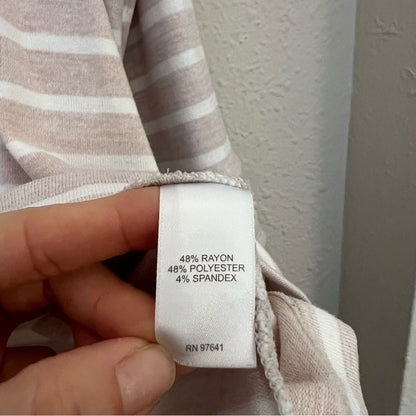 48% RAYON
48% POLYESTER
4% SPANDEX
RN 97641